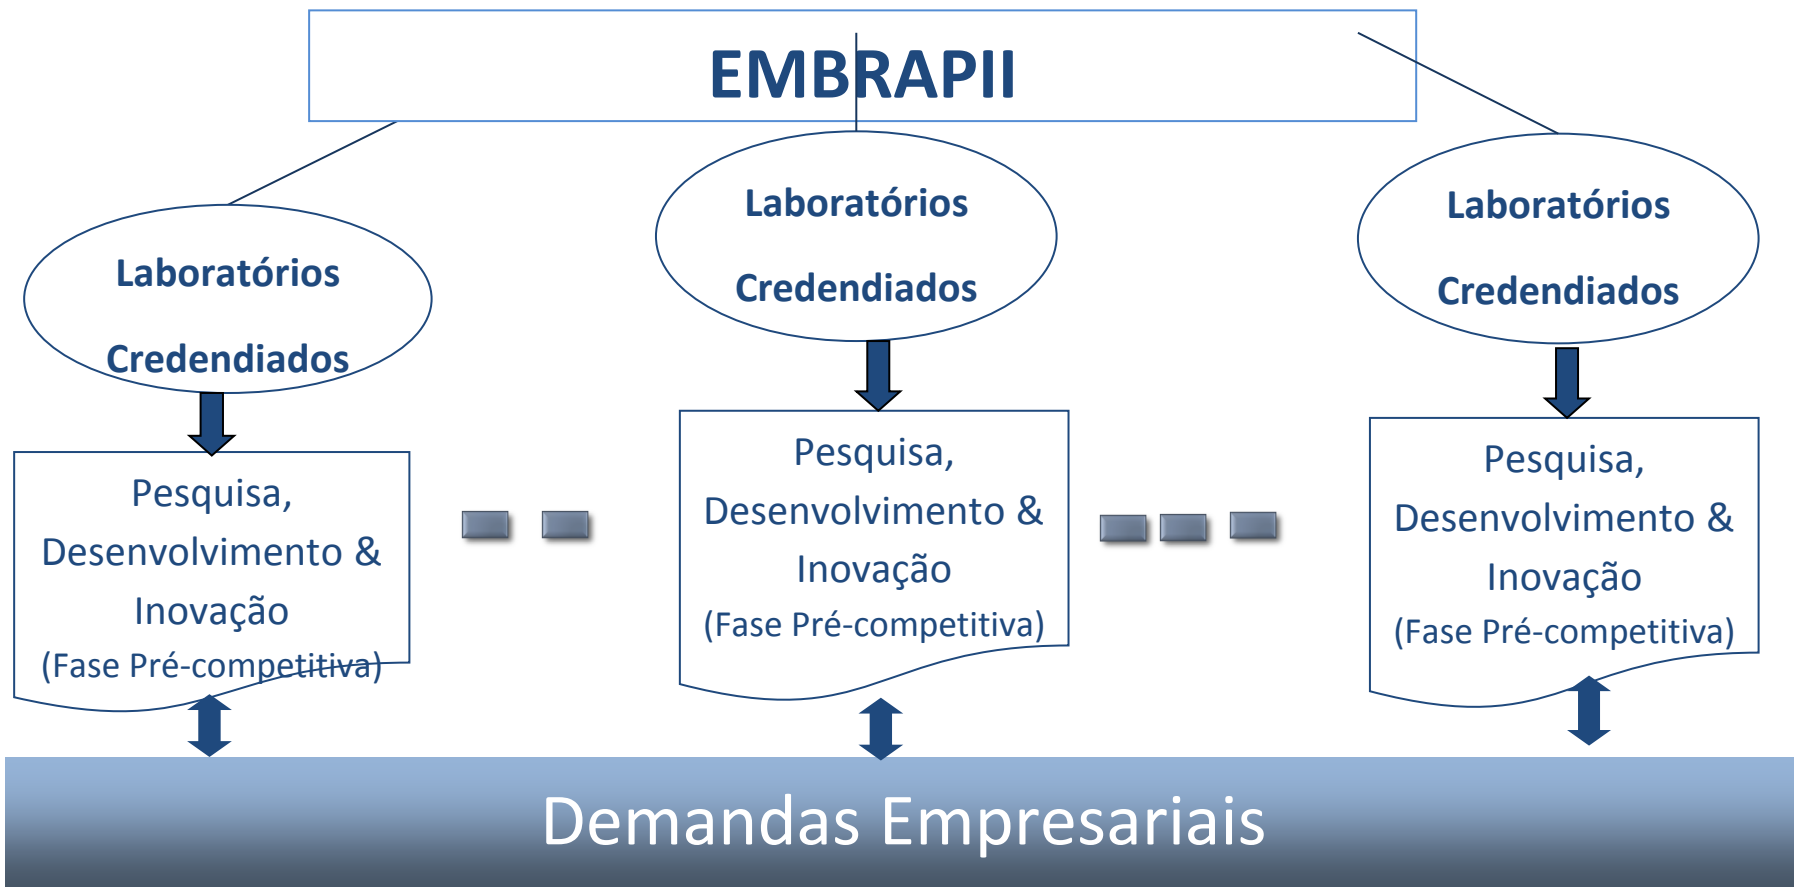 EMBRAPII
Laboratórios
Credendiados
Laboratórios
Credendiados
Laboratórios
Credendiados
Pesquisa,
Desenvolvimento &
Inovação
(Fase Pré-competitiva)
Pesquisa,
Desenvolvimento &
Inovação
(Fase Pré-competitiva)
Pesquisa,
Desenvolvimento &
Inovação
(Fase Pré-competitiva)
Demandas Empresariais